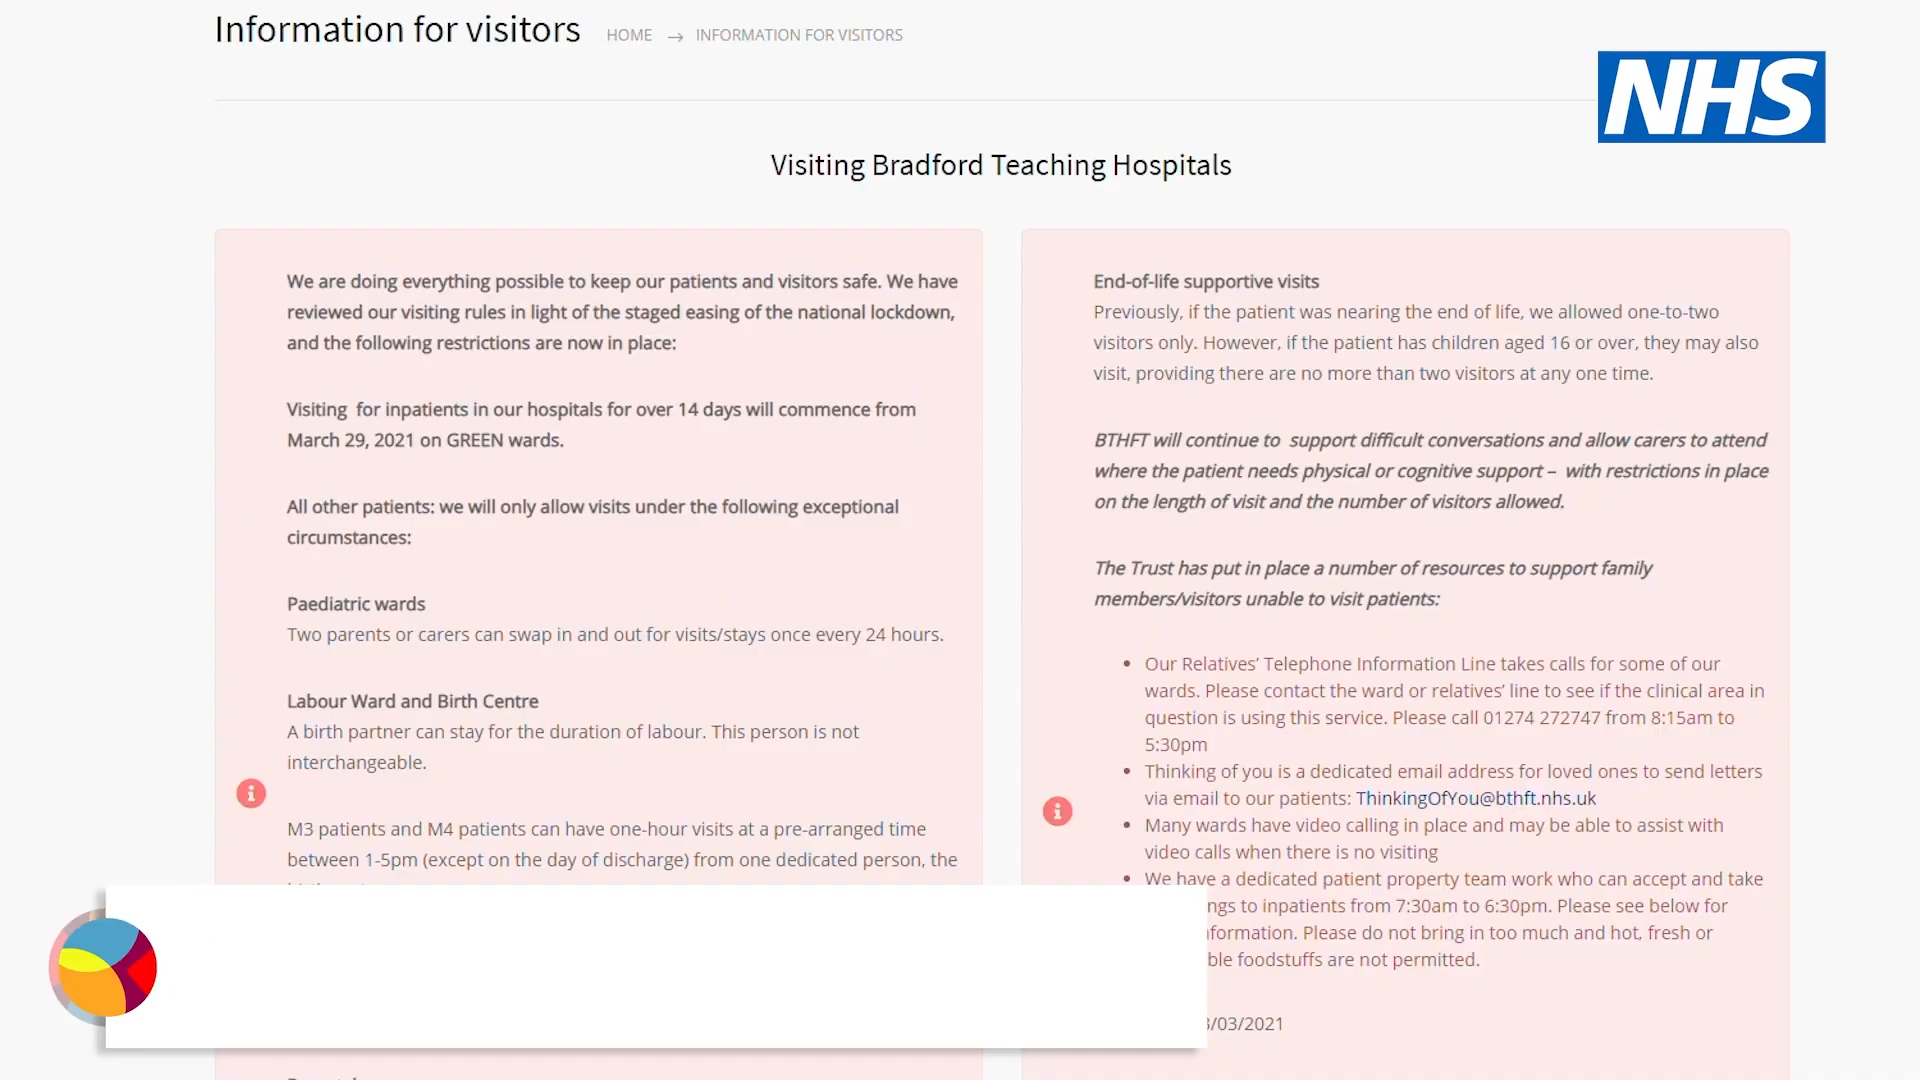 Information for visitors
HOME → INFORMATION FOR VISITORS
NHS
Visiting Bradford Teaching Hospitals
We are doing everything possible to keep our patients and visitors safe. We have
reviewed our visiting rules in light of the staged easing of the national lockdown,
and the following restrictions are now in place:
Visiting for inpatients in our hospitals for over 14 days will commence from
March 29, 2021 on GREEN wards.
All other patients: we will only allow visits under the following exceptional
circumstances:
Paediatric wards
Two parents or carers can swap in and out for visits/stays once every 24 hours.
Labour Ward and Birth Centre
A birth partner can stay for the duration of labour. This person is not
interchangeable.
M3 patients and M4 patients can have one-hour visits at a pre-arranged time
between 1-5pm (except on the day of discharge) from one dedicated person, the
End-of-life supportive visits
Previously, if the patient was nearing the end of life, we allowed one-to-two
visitors only. However, if the patient has children aged 16 or over, they may also
visit, providing there are no more than two visitors at any one time.
BTHFT will continue to support difficult conversations and allow carers to attend
where the patient needs physical or cognitive support – with restrictions in place
on the length of visit and the number of visitors allowed.
The Trust has put in place a number of resources to support family
members/visitors unable to visit patients:
• Our Relatives' Telephone Information Line takes calls for some of our
wards. Please contact the ward or relatives' line to see if the clinical area in
question is using this service. Please call 01274 272747 from 8:15am to
5:30pm
• Thinking of you is a dedicated email address for loved ones to send letters
via email to our patients: ThinkingOfYou@bthft.nhs.uk
• Many wards have video calling in place and may be able to assist with
video calls when there is no visiting
• We have a dedicated patient property team work who can accept and take
ngs to inpatients from 7:30am to 6:30pm. Please see below for
formation. Please do not bring in too much and hot, fresh or
ble foodstuffs are not permitted.
/03/2021